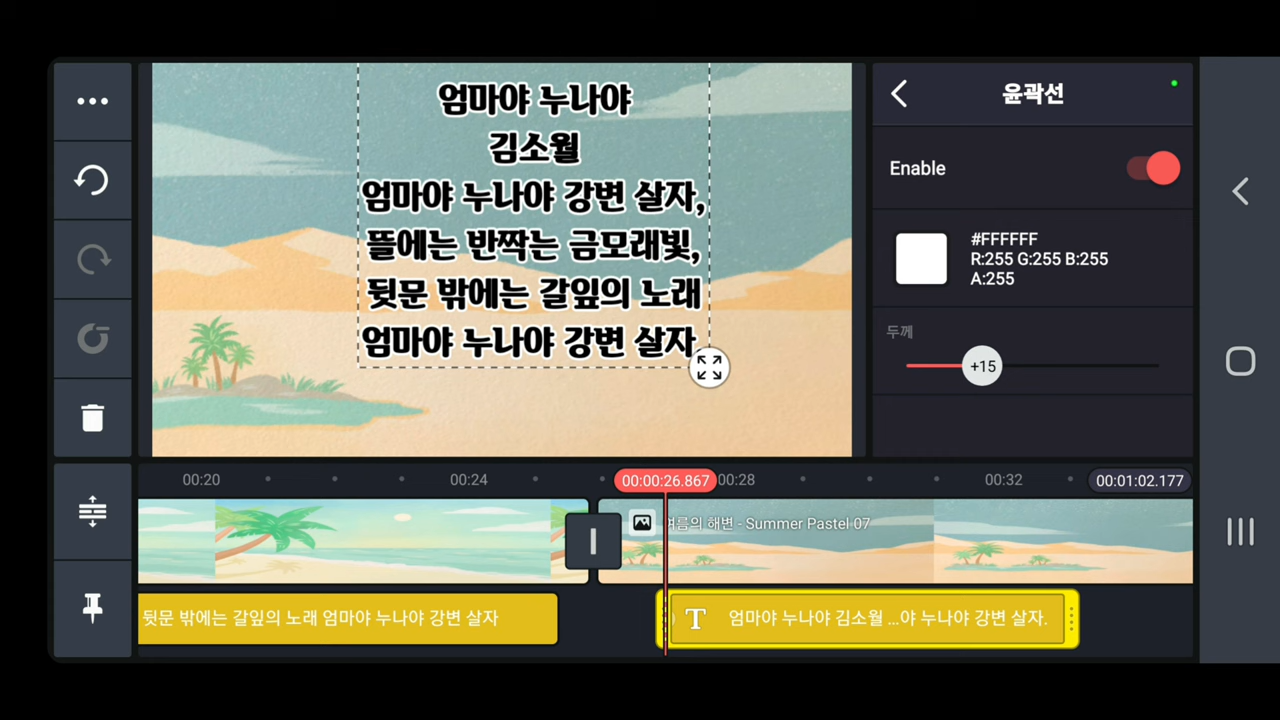 엄마야 누나야
김소월
엄마야 누나야 강변 살자,
뜰에는 반짝는 금모래빛,
뒷문 밖에는 갈잎의 노래
엄마야 누나야 강변 살자.
윤곽선
Enable
#FFFFFF
R:255 G:255 B:255
A:255
두께
+15
00:20
00:24
00:00:26.867
00:28
00:32
00:01:02.177
여름의 해변 - Summer Pastel 07
뒷문 밖에는 갈잎의 노래 엄마야 누나야 강변 살자
T 엄마야 누나야 김소월 ...야 누나야 강변 살자.